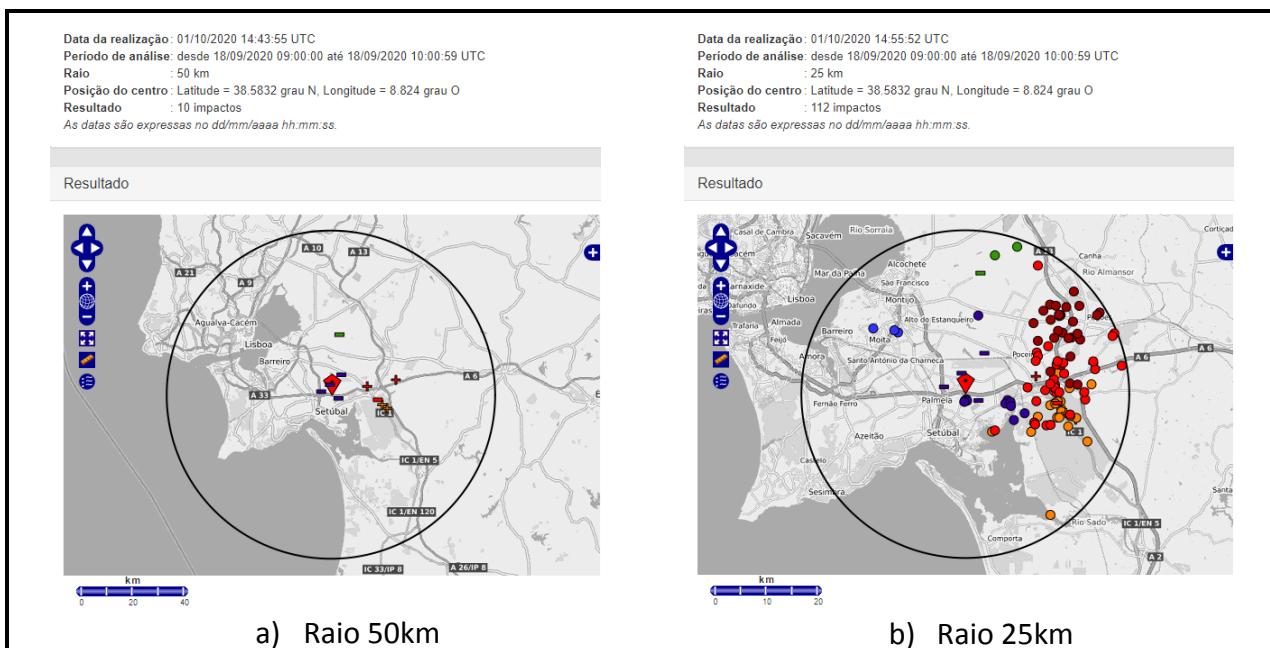 Data da realização : 01/10/2020 14:43:55 UTC
Período de análise : desde 18/09/2020 09:00:00 até 18/09/2020 10:00:59 UTC
Raio : 50 km
Posição do centro : Latitude = 38.5832 grau N, Longitude = 8.824 grau O
Resultado : 10 impactos
As datas são expressas no dd/mm/aaaa hh:mm:ss.
Resultado
A 10
A 13
A 21
A 9
Agualva-Cacém
Lisboa
Barreiro
A 33
A 6
Setúbal
IC 1
IC 1/EN 5
IC 1/EN 120
IC 33/IP 8
A 26/IP 8
km
0 20 40
a) Raio 50km
Data da realização : 01/10/2020 14:55:52 UTC
Período de análise : desde 18/09/2020 09:00:00 até 18/09/2020 10:00:59 UTC
Raio : 25 km
Posição do centro : Latitude = 38.5832 grau N, Longitude = 8.824 grau O
Resultado : 112 impactos
As datas são expressas no dd/mm/aaaa hh:mm:ss.
Resultado
Casal de Cambra
Sacavém
Rio Sorraia
Cortiçad
Canha
Alcochete
Rio Almansor
Mar da Palha
São Francisco
Carnaxide
Lisboa
Montijo
Dafundo
Trafaria
Almada
Barreiro
Alto do Estanqueiro
Feijó
Moita
Amora
Santo António da Charneca
A 6
Fernão Ferro
Palmela
Azeitão
Setúbal
IC 1
Castelo
Sesimbra
Santa
Rio Sado
IC 1/EN 5
Comporta
A 2
km
0 10 20
b) Raio 25km